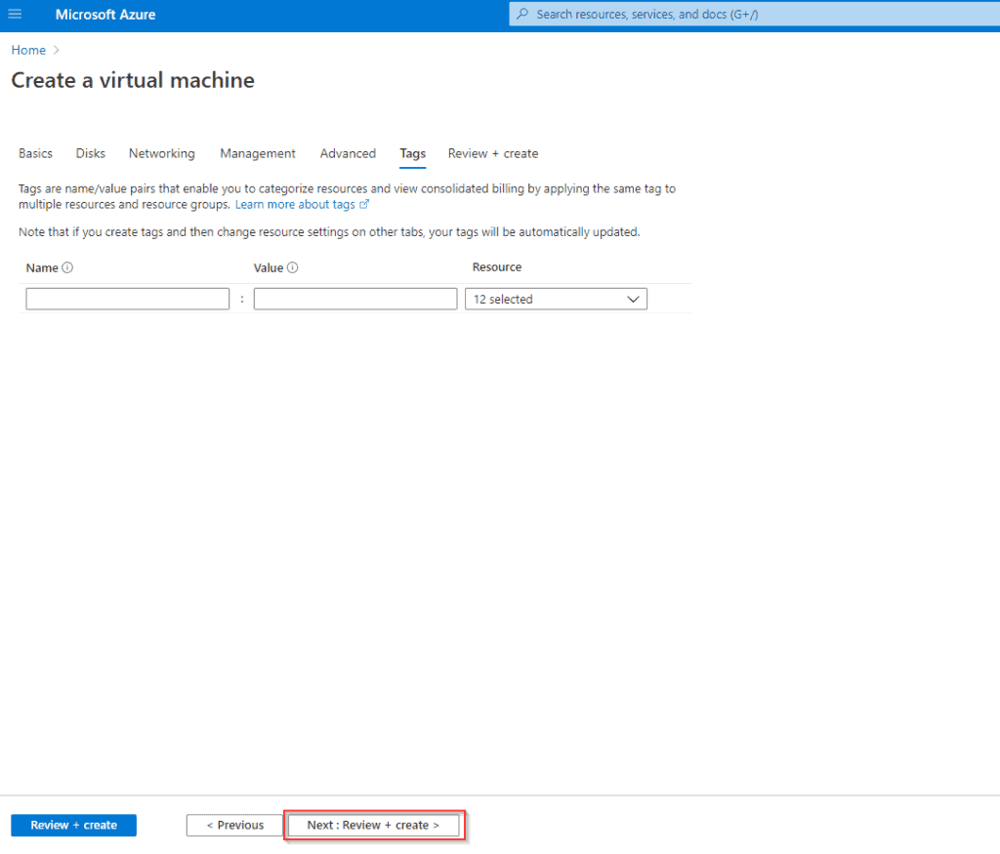 Microsoft Azure
Search resources, services, and docs (G+/)
Home >
Create a virtual machine
Basics Disks Networking Management Advanced Tags Review + create
Tags are name/value pairs that enable you to categorize resources and view consolidated billing by applying the same tag to
multiple resources and resource groups. Learn more about tags
Note that if you create tags and then change resource settings on other tabs, your tags will be automatically updated.
Name Value Resource
: 12 selected
Review + create < Previous Next : Review + create >